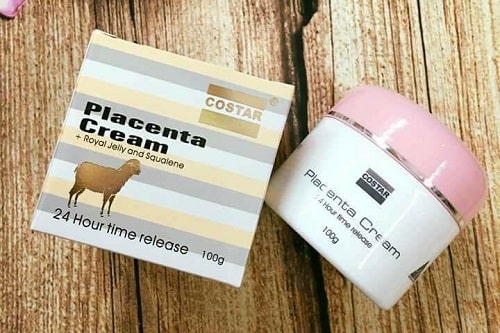 COSTAR
®
Placenta
Cream
+ Royal Jelly and Squalene
24 Hour time release
100g
COSTAR
Placenta Cream
24 Hour time release
100g